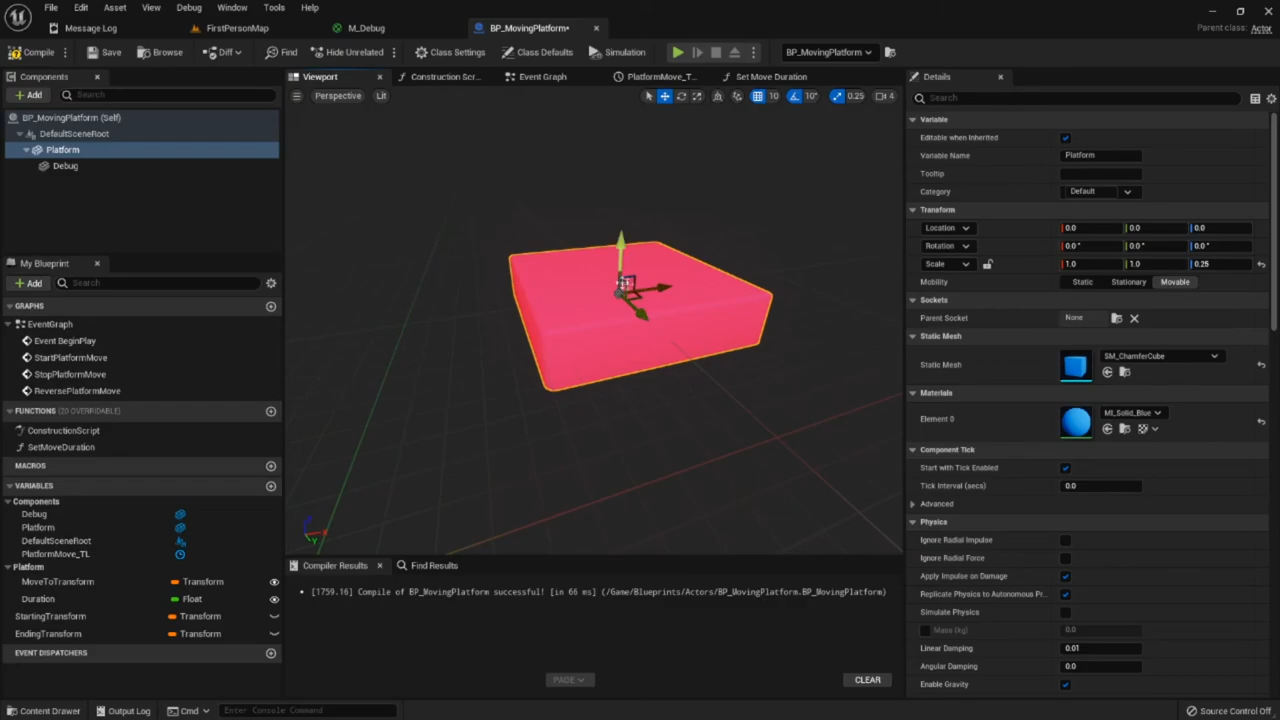 File Edit Asset View Debug Window Tools Help
Message Log FirstPersonMap M_Debug BP_MovingPlatform* Parent class: Actor
Compile Save Browse Diff Find Hide Unrelated Class Settings Class Defaults Simulation BP_MovingPlatform
Components Viewport Construction Scr... Event Graph PlatformMove_T... Set Move Duration Details
+ Add Search Perspective Lit 10 10° 0.25 4 Search
BP_MovingPlatform (Self)
DefaultSceneRoot
Platform
Debug
My Blueprint
+ Add Search
GRAPHS
EventGraph
Event BeginPlay
StartPlatformMove
StopPlatformMove
ReversePlatformMove
FUNCTIONS (20 OVERRIDABLE)
ConstructionScript
SetMoveDuration
MACROS
VARIABLES
Components
Debug
Platform
DefaultSceneRoot
PlatformMove_TL
Platform
MoveToTransform Transform
Duration Float
StartingTransform Transform
EndingTransform Transform
EVENT DISPATCHERS
X
Y
Compiler Results Find Results
[1759.16] Compile of BP_MovingPlatform successful! [in 66 ms] (/Game/Blueprints/Actors/BP_MovingPlatform.BP_MovingPlatform)
PAGE CLEAR
Variable
Editable when Inherited
Variable Name Platform
Tooltip
Category Default
Transform
Location 0.0 0.0 0.0
Rotation 0.0° 0.0° 0.0°
Scale 1.0 1.0 0.25
Mobility Static Stationary Movable
Sockets
Parent Socket None
Static Mesh
Static Mesh SM_ChamferCube
Materials
Element 0 MI_Solid_Blue
Component Tick
Start with Tick Enabled
Tick Interval (secs) 0.0
Advanced
Physics
Ignore Radial Impulse
Ignore Radial Force
Apply Impulse on Damage
Replicate Physics to Autonomous Pr...
Simulate Physics
Mass (kg) 0.0
Linear Damping 0.01
Angular Damping 0.0
Enable Gravity
Content Drawer Output Log Cmd Enter Console Command Source Control Off